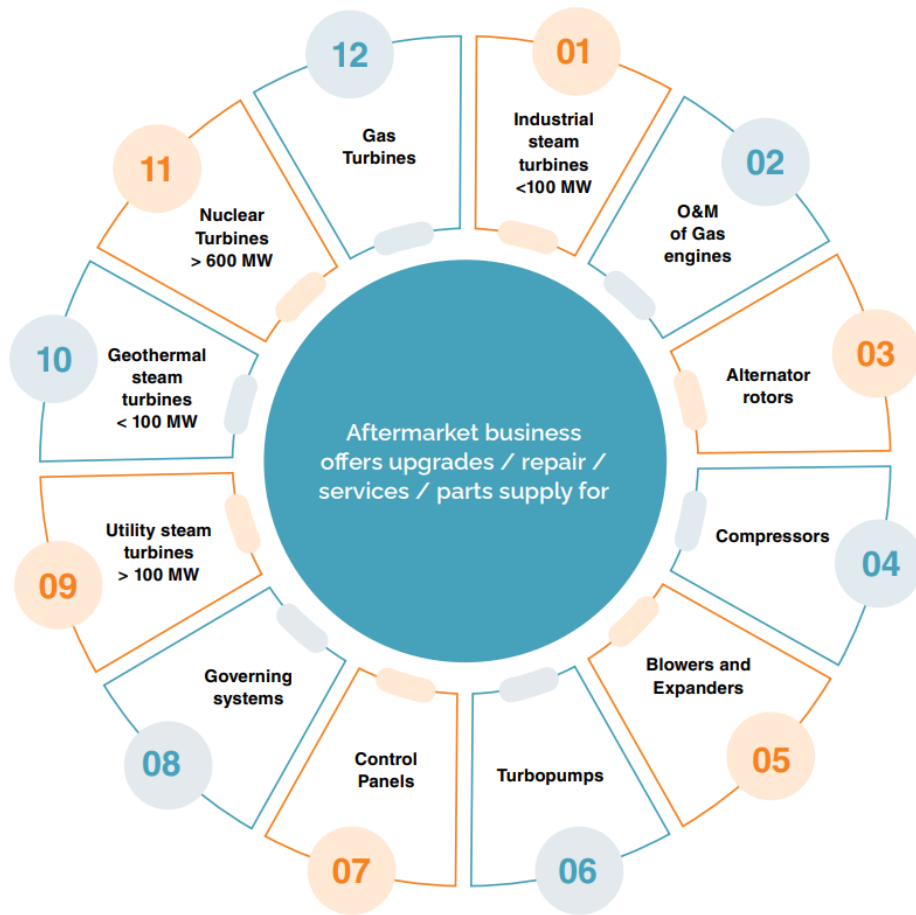 01
Industrial
steam
turbines
<100 MW
02
O&M
of Gas
engines
03
Alternator
rotors
04
Compressors
05
Blowers and
Expanders
06
Turbopumps
07
Control
Panels
08
Governing
systems
09
Utility steam
turbines
> 100 MW
10
Geothermal
steam
turbines
< 100 MW
11
Nuclear
Turbines
> 600 MW
12
Gas
Turbines
Aftermarket business
offers upgrades / repair /
services / parts supply for